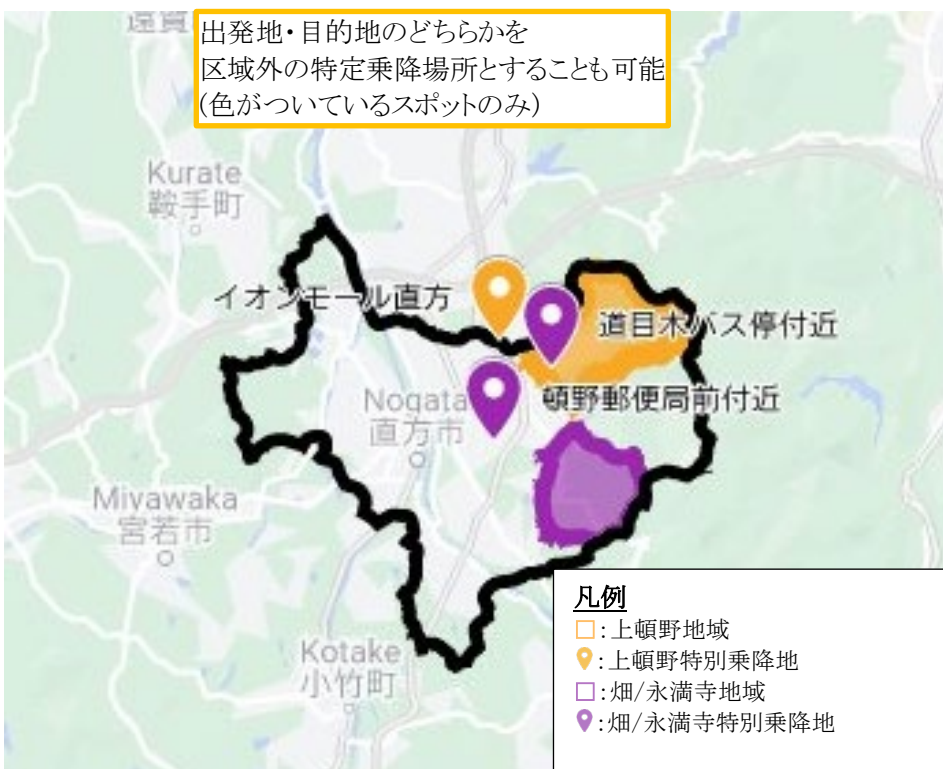 出発地・目的地のどちらかを
区域外の特定乗降場所とすることも可能
(色がついているスポットのみ)
Kurate
鞍手町
イオンモール直方
道目木バス停付近
頓野郵便局前付近
Nogata
直方市
Miyawaka
宮若市
Kotake
小竹町
凡例
:上頓野地域
:上頓野特別乗降地
:畑/永満寺地域
:畑/永満寺特別乗降地